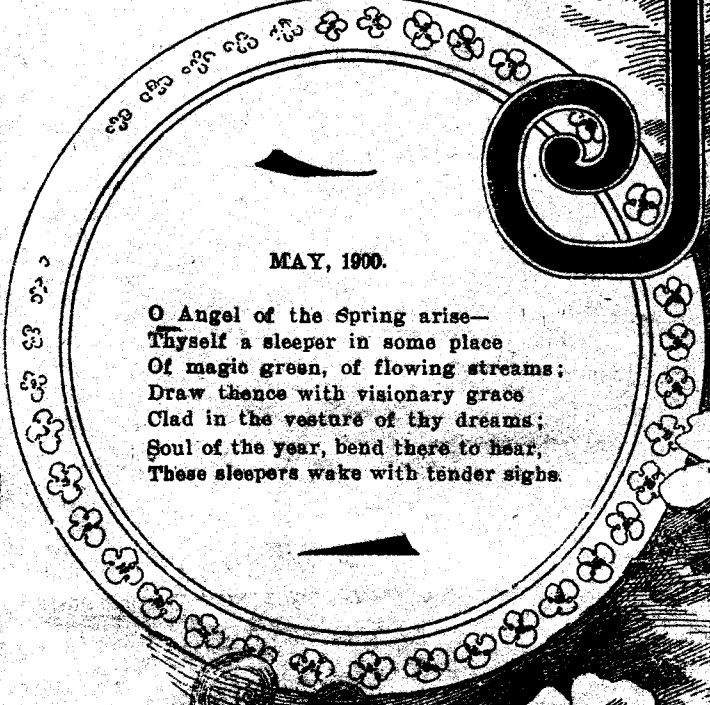 MAY, 1900.
O Angel of the Spring arise—
Thyself a sleeper in some place
Of magic green, of flowing streams;
Draw thence with visionary grace
Clad in the vesture of thy dreams;
Soul of the year, bend there to hear,
These sleepers wake with tender sighs.